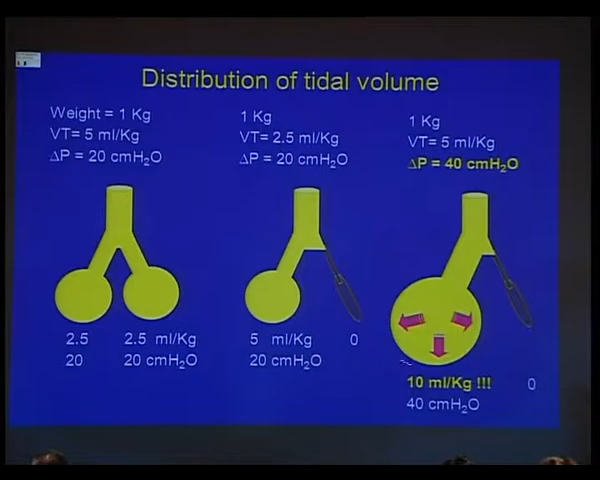 Distribution of tidal volume
Weight = 1 Kg
VT= 5 ml/Kg
ΔP = 20 cmH₂O
1 Kg
VT= 2.5 ml/Kg
ΔP = 20 cmH₂O
1 Kg
VT= 5 ml/Kg
ΔP = 40 cmH₂O
2.5 2.5 ml/Kg
20 20 cmH₂O
5 ml/Kg 0
20 cmH₂O
10 ml/Kg !!! 0
40 cmH₂O